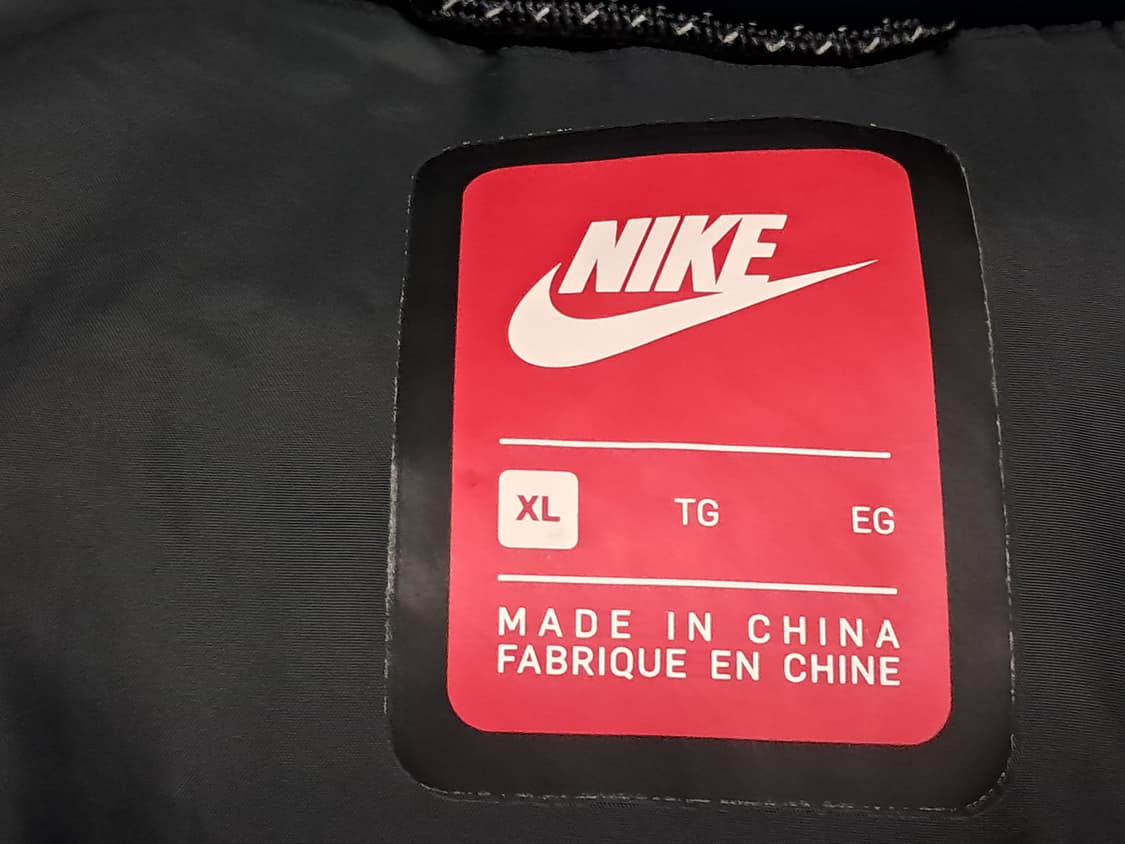 NIKE
XL TG EG
MADE IN CHINA
FABRIQUE EN CHINE